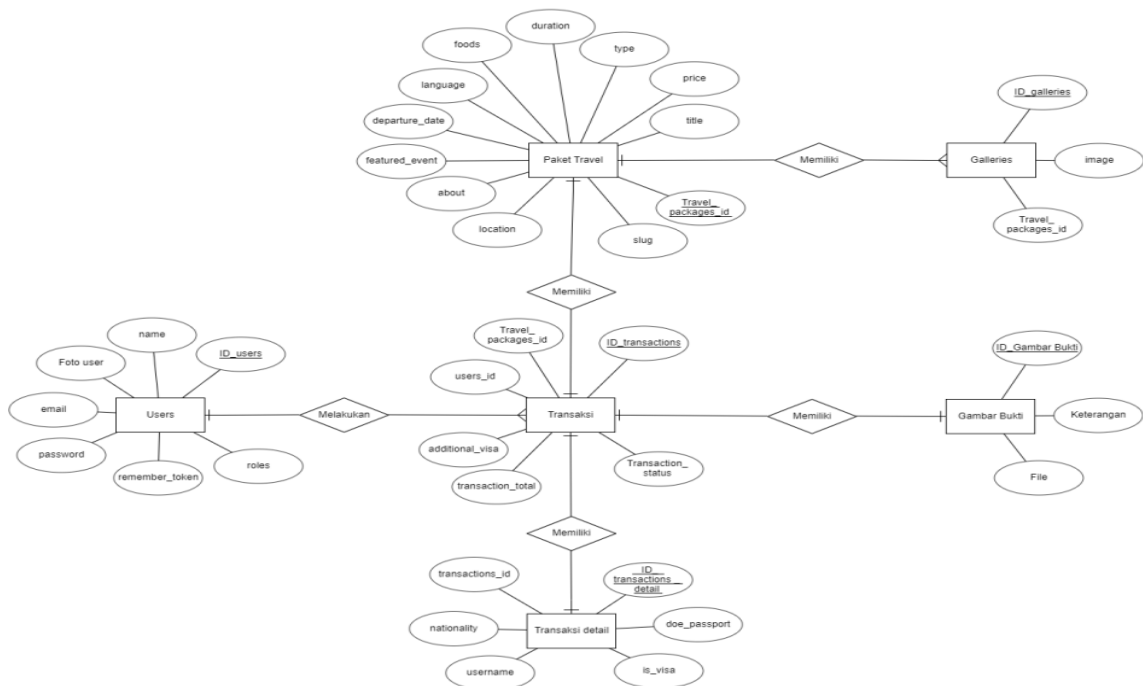 duration
foods
type
language
price
ID_galleries
departure_date
title
featured_event
Paket Travel
Memiliki
Galleries
image
about
Travel_
packages_id
location
slug
Travel_
packages_id
Memiliki
name
Foto user
ID_users
Travel_
packages_id
ID_transactions
ID_Gambar Bukti
users_id
email
Users
Melakukan
Transaksi
Memiliki
Gambar Bukti
Keterangan
password
remember_token
roles
additional_visa
transaction_total
Transaction_
status
File
Memiliki
transactions_id
ID_
transactions_
detail
nationality
Transaksi detail
doe_passport
username
is_visa